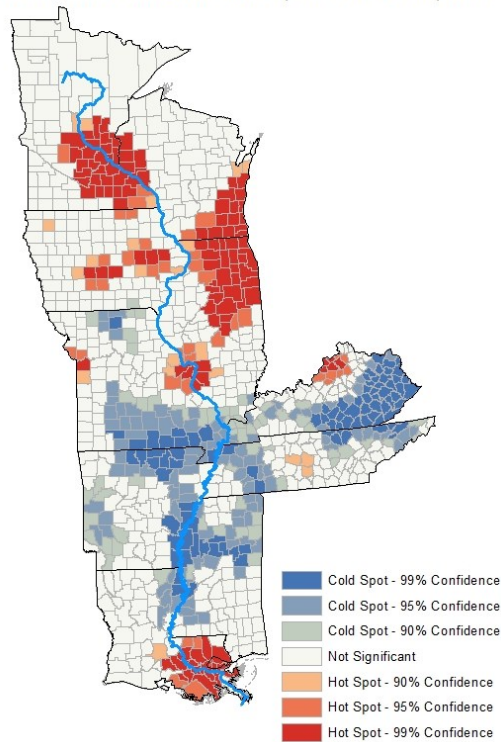 Cold Spot - 99% Confidence
Cold Spot - 95% Confidence
Cold Spot - 90% Confidence
Not Significant
Hot Spot - 90% Confidence
Hot Spot - 95% Confidence
Hot Spot - 99% Confidence